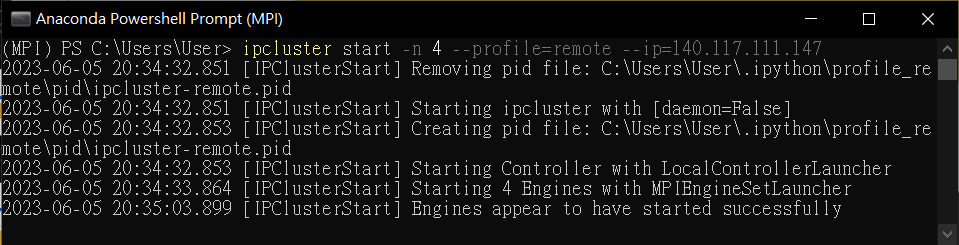 Anaconda Powershell Prompt (MPI)
(MPI) PS C:\Users\User> ipcluster start -n 4 --profile=remote --ip=140.117.111.147
2023-06-05 20:34:32.851 [IPClusterStart] Removing pid file: C:\Users\User\.ipython\profile_re
mote\pid\ipcluster-remote.pid
2023-06-05 20:34:32.851 [IPClusterStart] Starting ipcluster with [daemon=False]
2023-06-05 20:34:32.853 [IPClusterStart] Creating pid file: C:\Users\User\.ipython\profile_re
mote\pid\ipcluster-remote.pid
2023-06-05 20:34:32.853 [IPClusterStart] Starting Controller with LocalControllerLauncher
2023-06-05 20:34:33.864 [IPClusterStart] Starting 4 Engines with MPIEngineSetLauncher
2023-06-05 20:35:03.899 [IPClusterStart] Engines appear to have started successfully